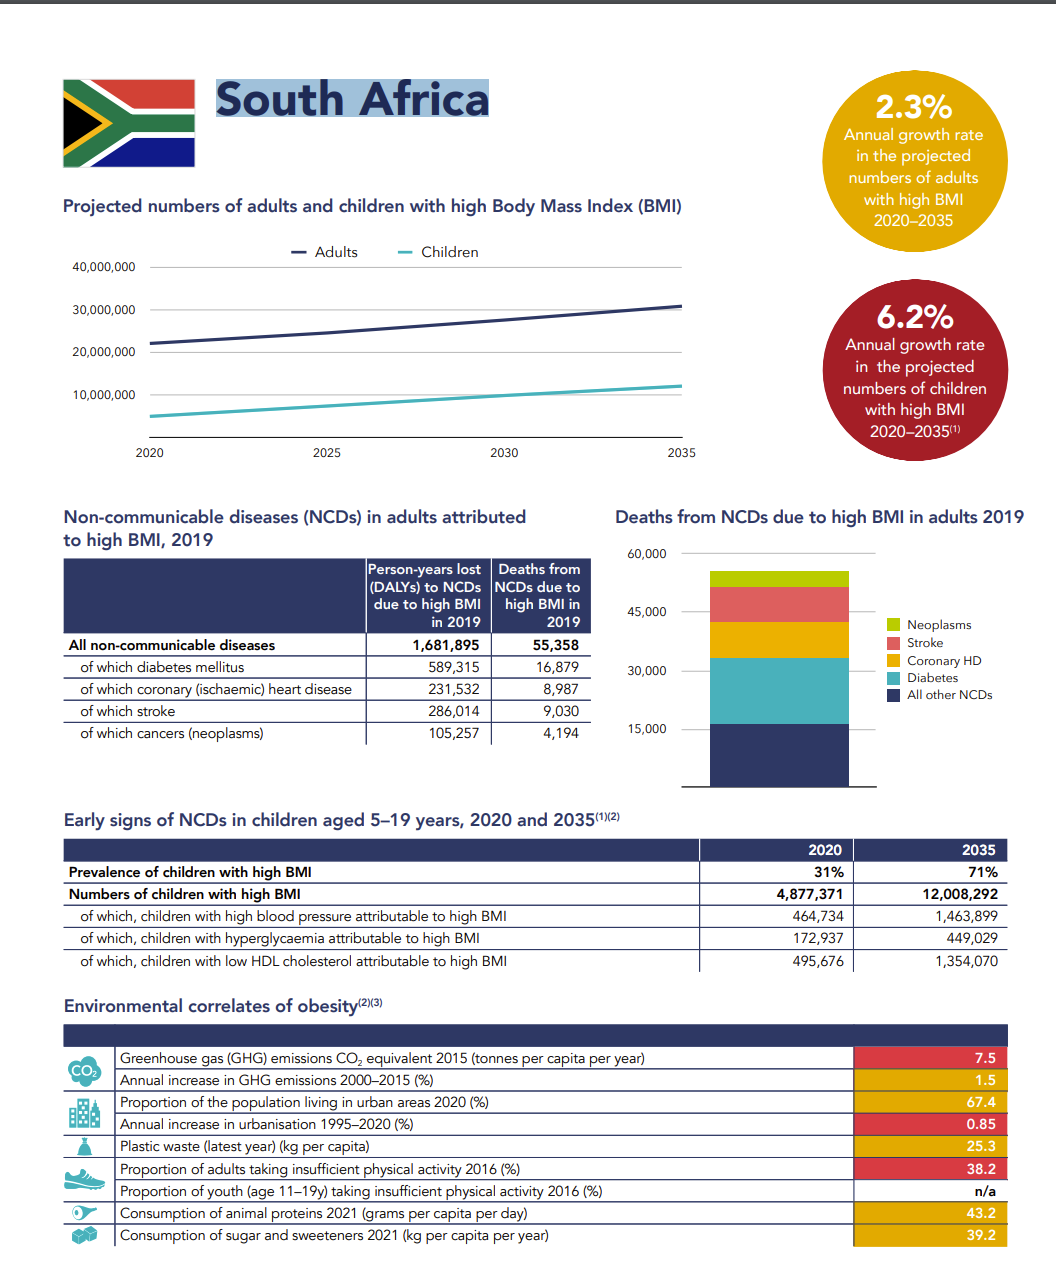 South Africa
2.3%
Annual growth rate
in the projected
numbers of adults
with high BMI
2020–2035
Projected numbers of adults and children with high Body Mass Index (BMI)
Adults Children
40,000,000
30,000,000
20,000,000
10,000,000
2020 2025 2030 2035
6.2%
Annual growth rate
in the projected
numbers of children
with high BMI
2020–2035(1)
Non-communicable diseases (NCDs) in adults attributed
to high BMI, 2019
Person-years lost
(DALYs) to NCDs
due to high BMI
in 2019
Deaths from
NCDs due to
high BMI in
2019
All non-communicable diseases 1,681,895 55,358
of which diabetes mellitus 589,315 16,879
of which coronary (ischaemic) heart disease 231,532 8,987
of which stroke 286,014 9,030
of which cancers (neoplasms) 105,257 4,194
Deaths from NCDs due to high BMI in adults 2019
60,000
45,000
30,000
15,000
Neoplasms
Stroke
Coronary HD
Diabetes
All other NCDs
Early signs of NCDs in children aged 5–19 years, 2020 and 2035(1)(2)
2020 2035
Prevalence of children with high BMI 31% 71%
Numbers of children with high BMI 4,877,371 12,008,292
of which, children with high blood pressure attributable to high BMI 464,734 1,463,899
of which, children with hyperglycaemia attributable to high BMI 172,937 449,029
of which, children with low HDL cholesterol attributable to high BMI 495,676 1,354,070
Environmental correlates of obesity(2)(3)
CO2
Greenhouse gas (GHG) emissions CO2 equivalent 2015 (tonnes per capita per year) 7.5
Annual increase in GHG emissions 2000–2015 (%) 1.5
Proportion of the population living in urban areas 2020 (%) 67.4
Annual increase in urbanisation 1995–2020 (%) 0.85
Plastic waste (latest year) (kg per capita) 25.3
Proportion of adults taking insufficient physical activity 2016 (%) 38.2
Proportion of youth (age 11–19y) taking insufficient physical activity 2016 (%) n/a
Consumption of animal proteins 2021 (grams per capita per day) 43.2
Consumption of sugar and sweeteners 2021 (kg per capita per year) 39.2